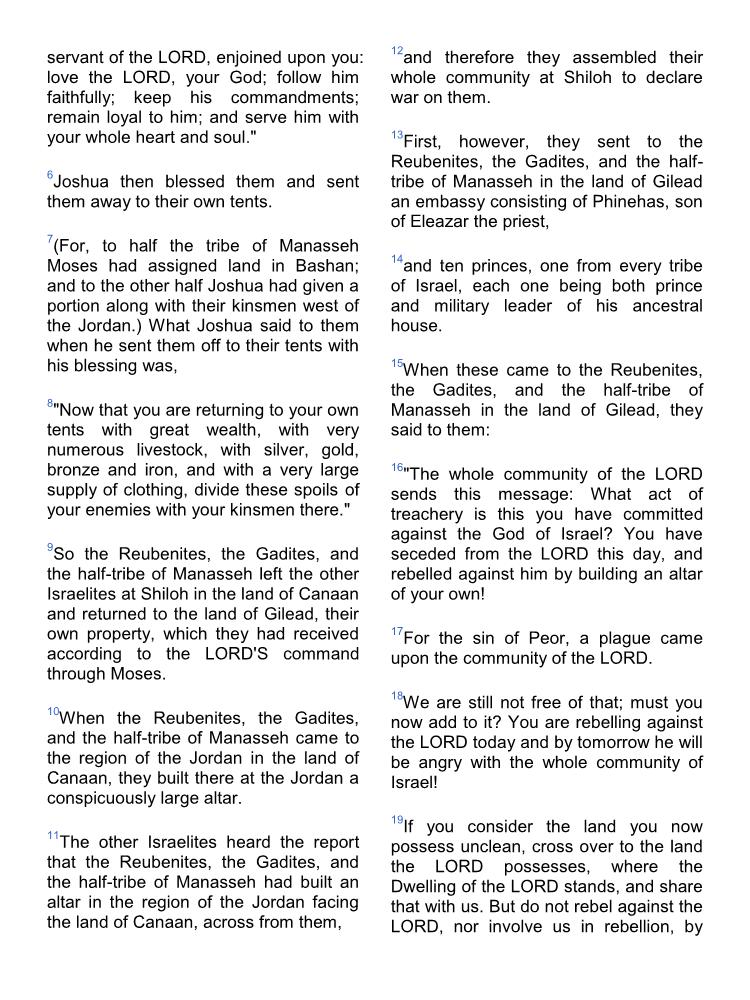 servant of the LORD, enjoined upon you:
love the LORD, your God; follow him
faithfully; keep his commandments;
remain loyal to him; and serve him with
your whole heart and soul."
6Joshua then blessed them and sent
them away to their own tents.
7(For, to half the tribe of Manasseh
Moses had assigned land in Bashan;
and to the other half Joshua had given a
portion along with their kinsmen west of
the Jordan.) What Joshua said to them
when he sent them off to their tents with
his blessing was,
8"Now that you are returning to your own
tents with great wealth, with very
numerous livestock, with silver, gold,
bronze and iron, and with a very large
supply of clothing, divide these spoils of
your enemies with your kinsmen there."
9So the Reubenites, the Gadites, and
the half-tribe of Manasseh left the other
Israelites at Shiloh in the land of Canaan
and returned to the land of Gilead, their
own property, which they had received
according to the LORD'S command
through Moses.
10When the Reubenites, the Gadites,
and the half-tribe of Manasseh came to
the region of the Jordan in the land of
Canaan, they built there at the Jordan a
conspicuously large altar.
11The other Israelites heard the report
that the Reubenites, the Gadites, and
the half-tribe of Manasseh had built an
altar in the region of the Jordan facing
the land of Canaan, across from them,
12and therefore they assembled their
whole community at Shiloh to declare
war on them.
13First, however, they sent to the
Reubenites, the Gadites, and the half-
tribe of Manasseh in the land of Gilead
an embassy consisting of Phinehas, son
of Eleazar the priest,
14and ten princes, one from every tribe
of Israel, each one being both prince
and military leader of his ancestral
house.
15When these came to the Reubenites,
the Gadites, and the half-tribe of
Manasseh in the land of Gilead, they
said to them:
16"The whole community of the LORD
sends this message: What act of
treachery is this you have committed
against the God of Israel? You have
seceded from the LORD this day, and
rebelled against him by building an altar
of your own!
17For the sin of Peor, a plague came
upon the community of the LORD.
18We are still not free of that; must you
now add to it? You are rebelling against
the LORD today and by tomorrow he will
be angry with the whole community of
Israel!
19If you consider the land you now
possess unclean, cross over to the land
the LORD possesses, where the
Dwelling of the LORD stands, and share
that with us. But do not rebel against the
LORD, nor involve us in rebellion, by